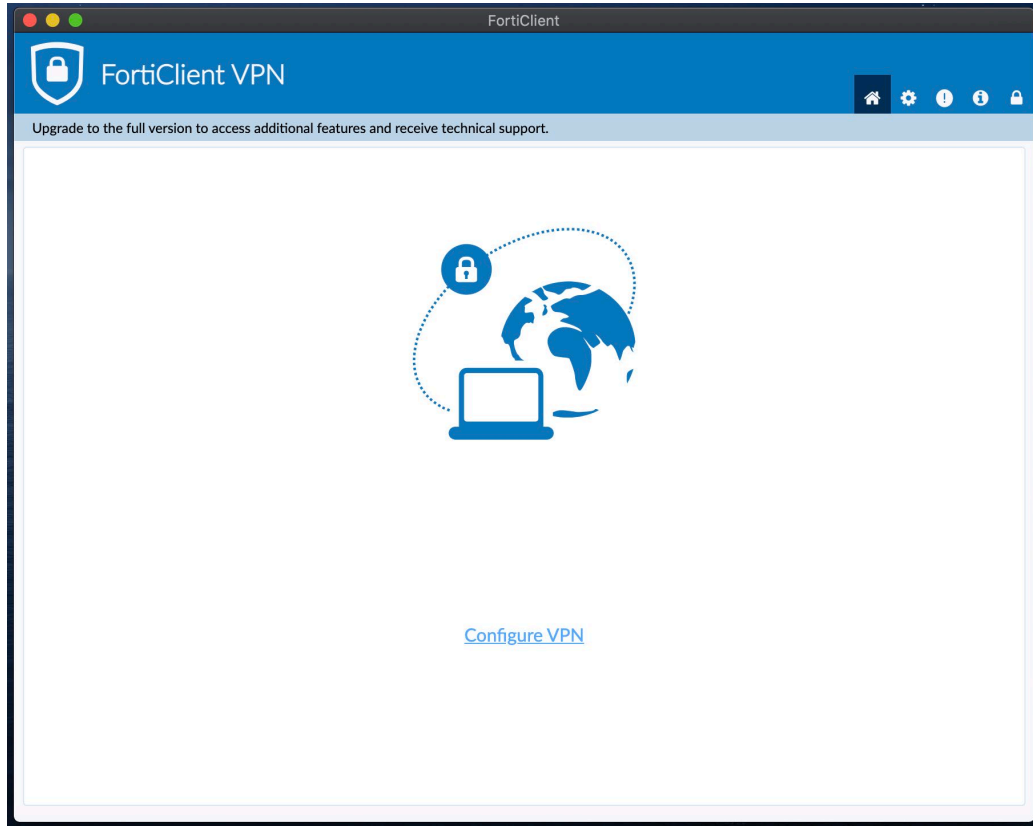 FortiClient
FortiClient VPN
Upgrade to the full version to access additional features and receive technical support.
Configure VPN